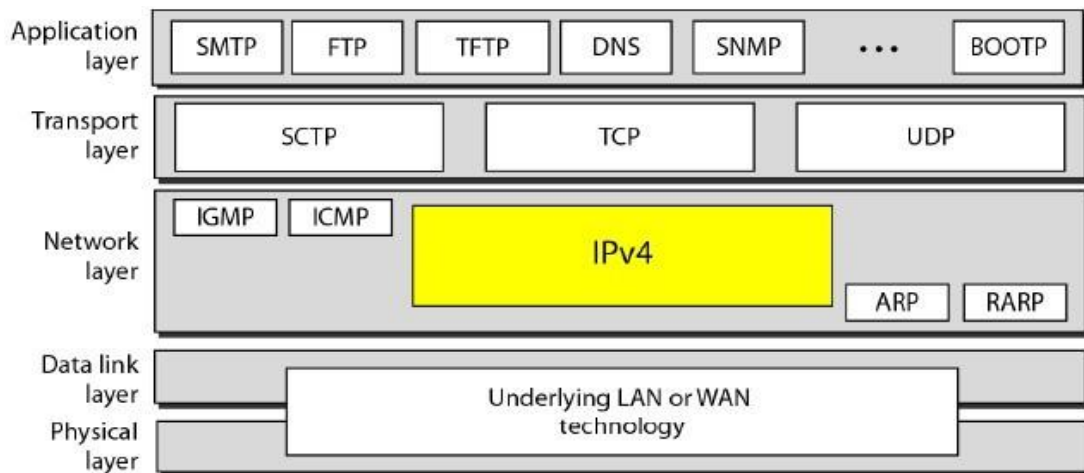 Application
layer
SMTP
FTP
TFTP
DNS
SNMP
...
BOOTP
Transport
layer
SCTP
TCP
UDP
Network
layer
IGMP
ICMP
IPv4
ARP
RARP
Data link
layer
Physical
layer
Underlying LAN or WAN
technology